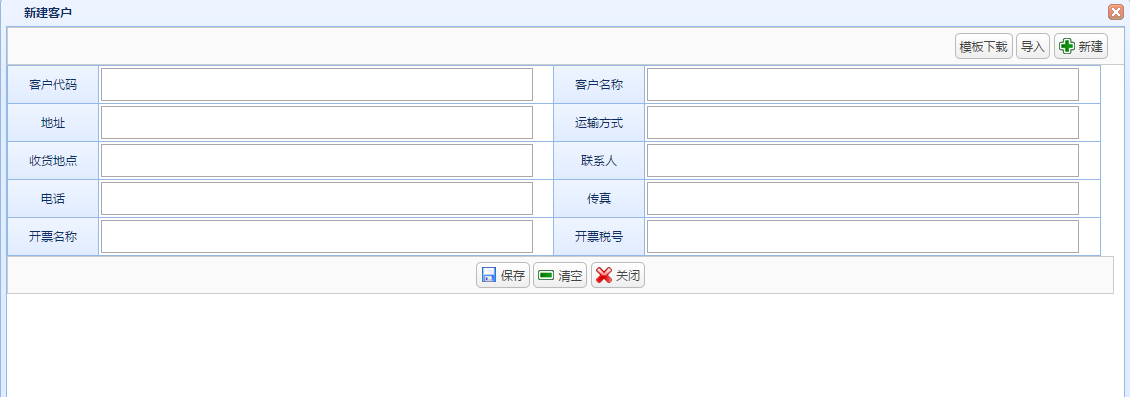 新建客户
模板下载 导入 新建
客户代码 客户名称
地址 运输方式
收货地点 联系人
电话 传真
开票名称 开票税号
保存 清空 关闭